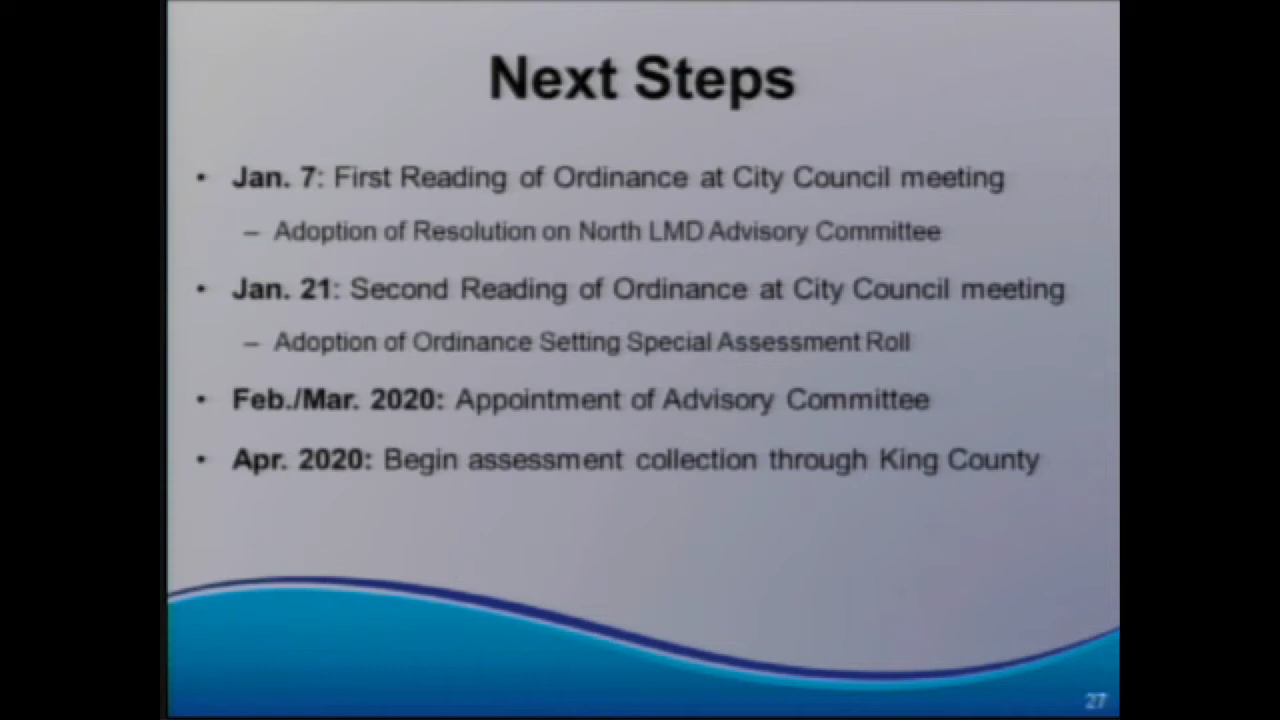 Next Steps
• Jan. 7: First Reading of Ordinance at City Council meeting
– Adoption of Resolution on North LMD Advisory Committee
• Jan. 21: Second Reading of Ordinance at City Council meeting
– Adoption of Ordinance Setting Special Assessment Roll
• Feb./Mar. 2020: Appointment of Advisory Committee
• Apr. 2020: Begin assessment collection through King County
27